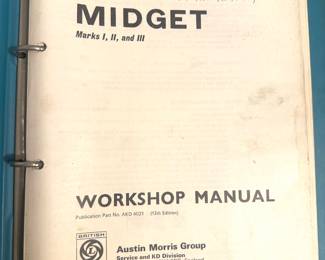 MIDGET
Marks I, II, and III
WORKSHOP MANUAL
Publication Part No. AKD 4021 (12th Edition)
BRITISH
L
Austin Morris Group
Service and KD Division